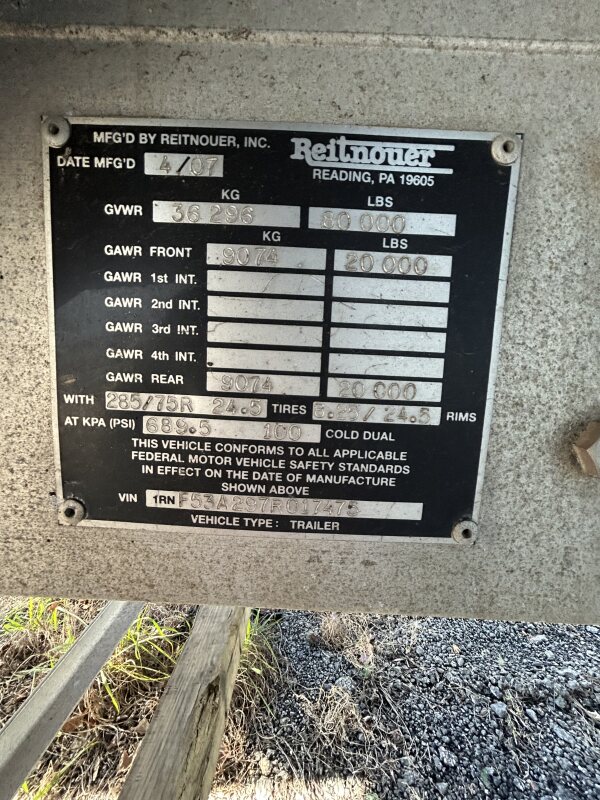 MFG'D BY REITNOUER, INC.
Reitnouer
DATE MFG'D 4/07
READING, PA 19605
KG LBS
GVWR 36 296 80 000
KG LBS
GAWR FRONT 9074 20 000
GAWR 1st INT.
GAWR 2nd INT.
GAWR 3rd INT.
GAWR 4th INT.
GAWR REAR 9074 20 000
WITH 285/75R 24.5 TIRES 8.25/ 24.5 RIMS
AT KPA (PSI) 689.5 100 COLD DUAL
THIS VEHICLE CONFORMS TO ALL APPLICABLE
FEDERAL MOTOR VEHICLE SAFETY STANDARDS
IN EFFECT ON THE DATE OF MANUFACTURE
SHOWN ABOVE
VIN 1RN F53A297R017475
VEHICLE TYPE: TRAILER